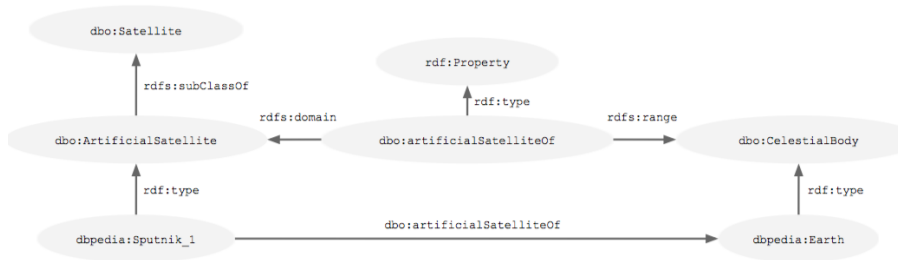 dbo:Satellite
rdf:Property
rdfs:subClassOf
rdf:type
rdfs:domain
rdfs:range
dbo:ArtificialSatellite
dbo:artificialSatelliteOf
dbo:CelestialBody
rdf:type
rdf:type
dbo:artificialSatelliteOf
dbpedia:Sputnik_1
dbpedia:Earth